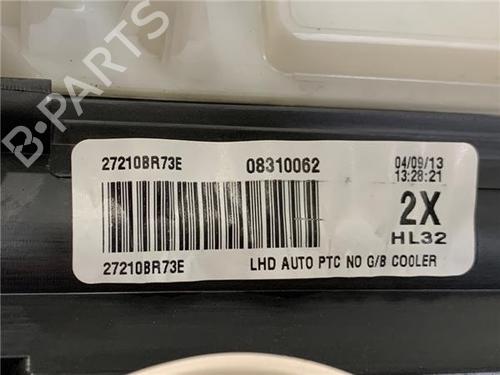 B-PARTS
27210BR73E 08310062 04/09/13
13:28:21
2X
HL32
27210BR73E LHD AUTO PTC NO G/B COOLER